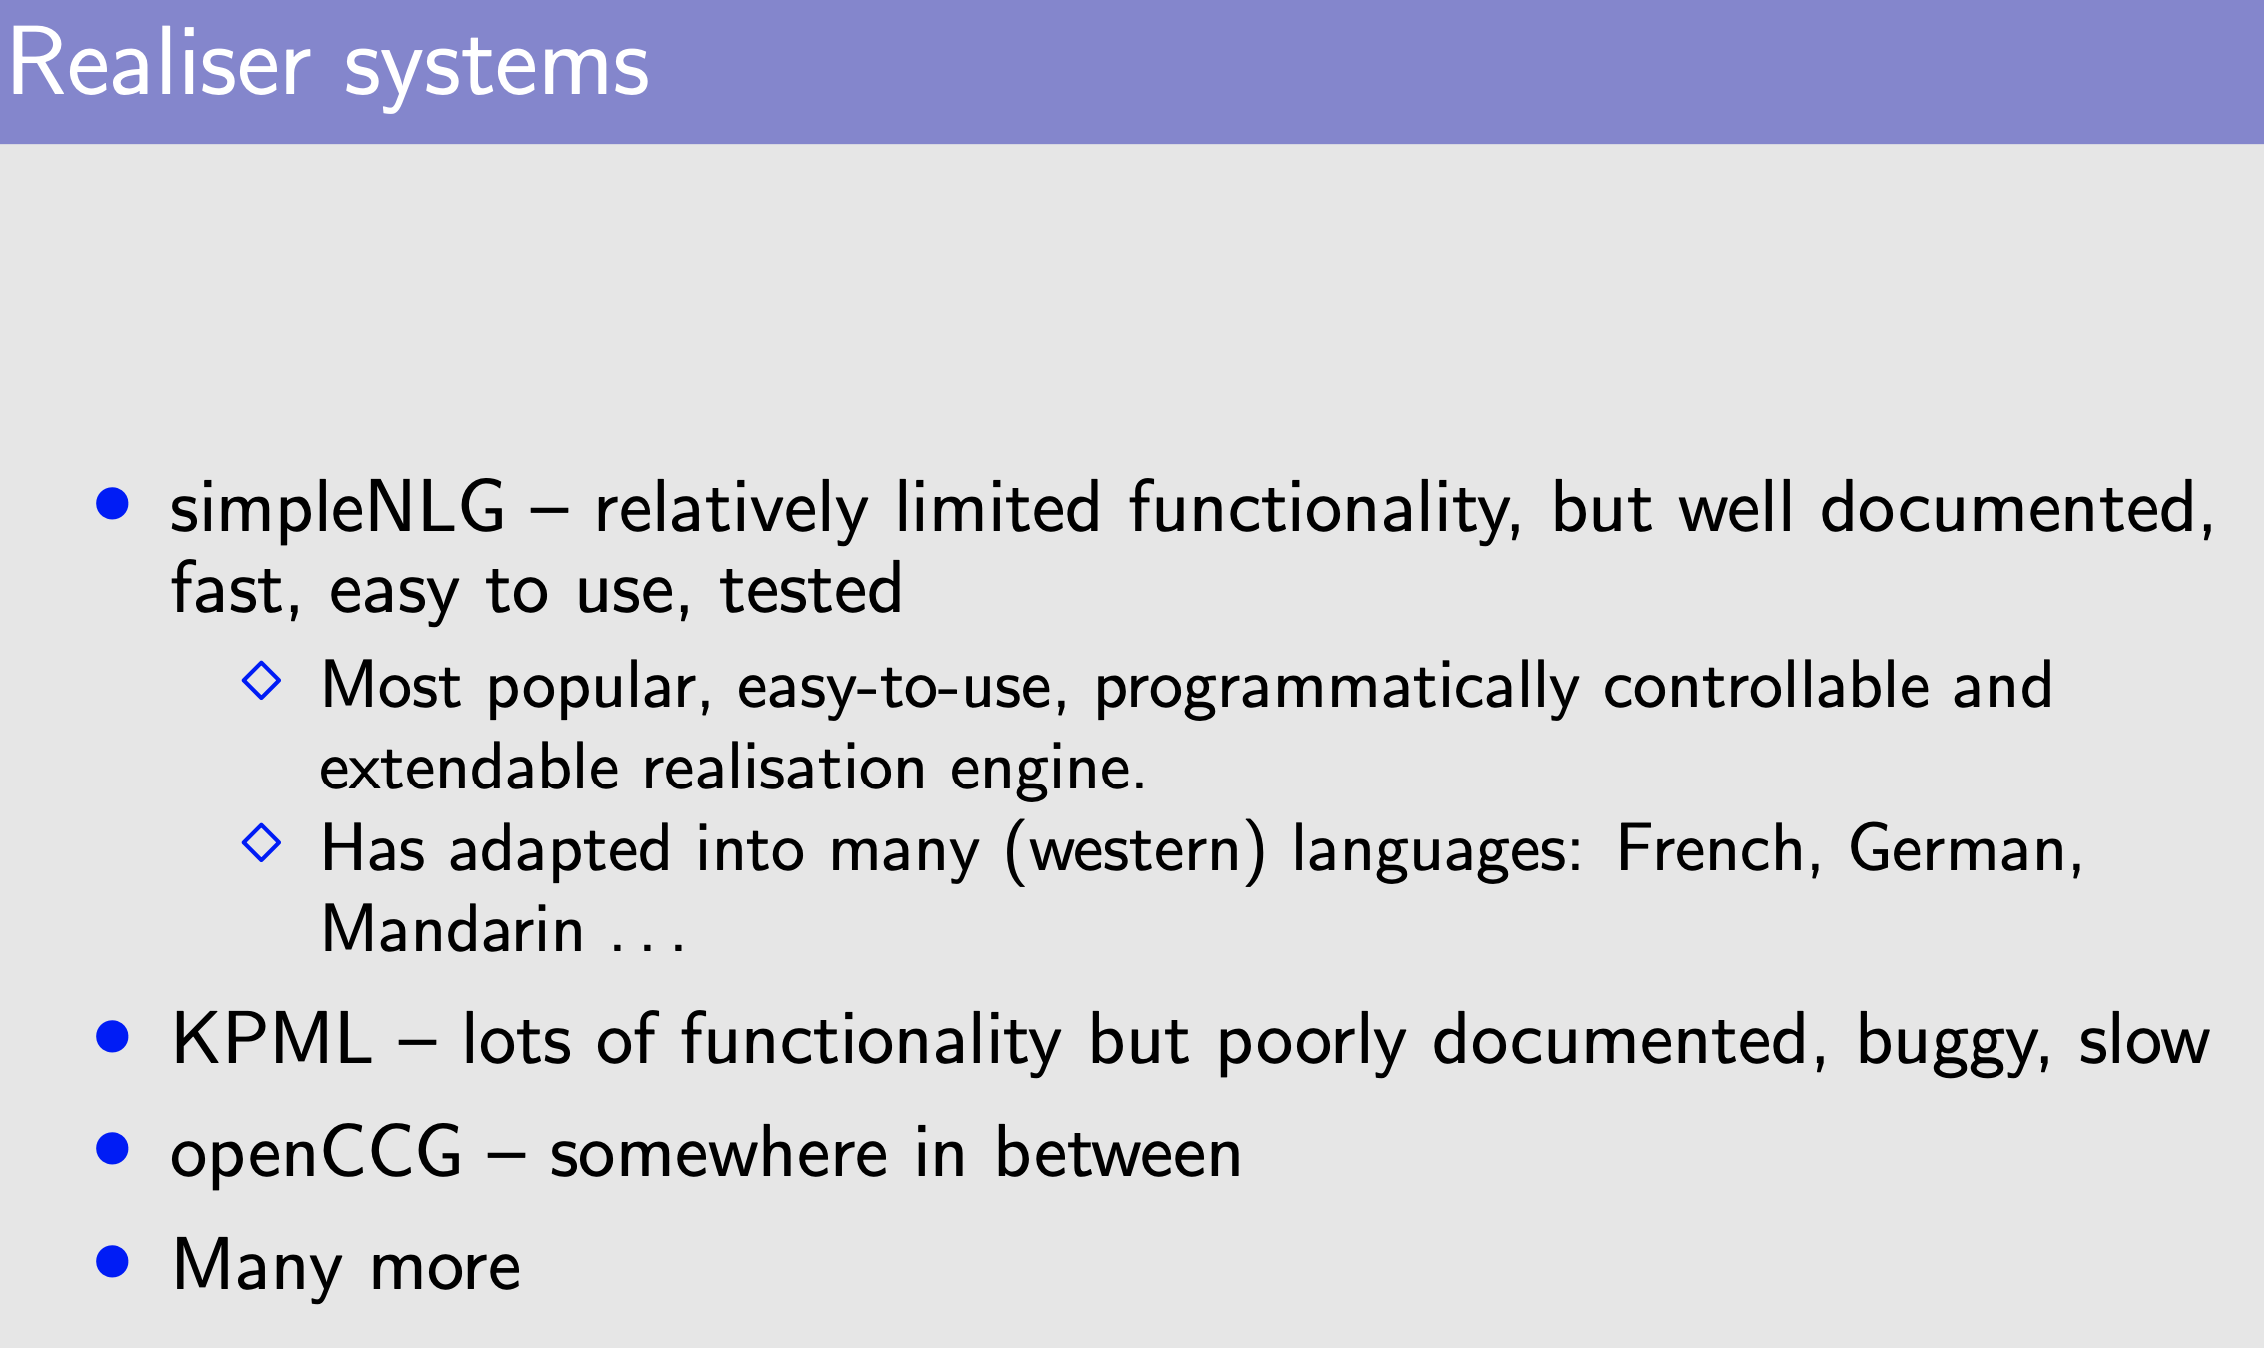 Realiser systems
• simpleNLG – relatively limited functionality, but well documented,
fast, easy to use, tested
◇ Most popular, easy-to-use, programmatically controllable and
extendable realisation engine.
◇ Has adapted into many (western) languages: French, German,
Mandarin . . .
• KPML – lots of functionality but poorly documented, buggy, slow
• openCCG – somewhere in between
• Many more